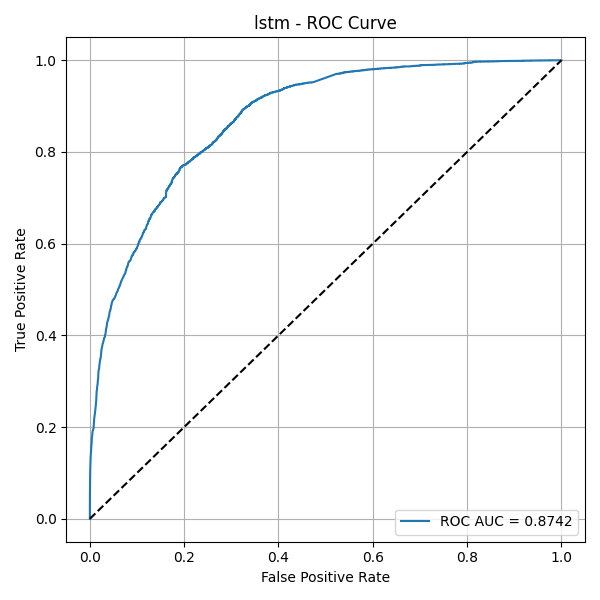 lstm - ROC Curve
True Positive Rate
1.0
0.8
0.6
0.4
0.2
0.0
ROC AUC = 0.8742
0.0 0.2 0.4 0.6 0.8 1.0
False Positive Rate